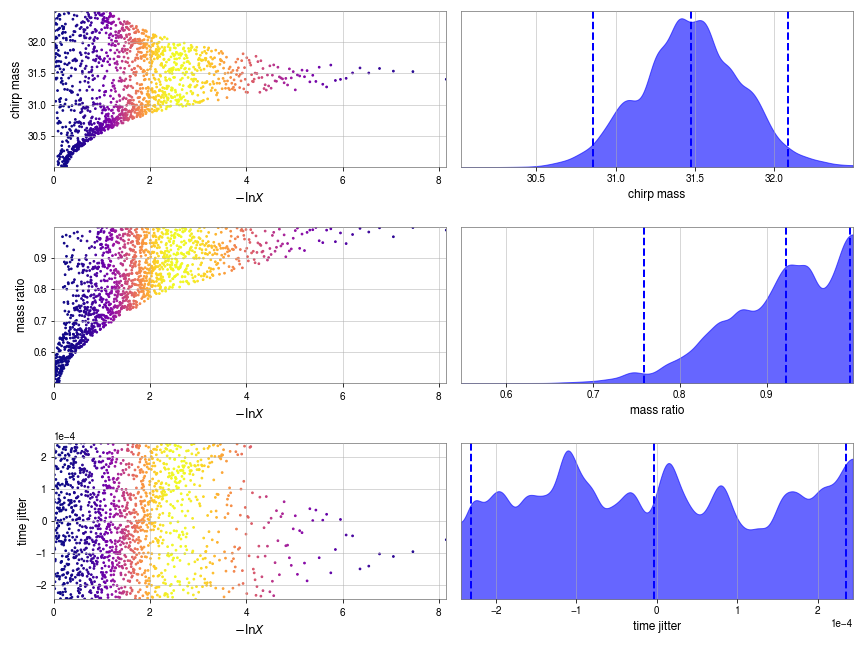 32.0
31.5
31.0
30.5
chirp mass
0 2 4 6 8
−lnX
30.5 31.0 31.5 32.0
chirp mass
0.9
0.8
0.7
0.6
mass ratio
0 2 4 6 8
−lnX
0.6 0.7 0.8 0.9
mass ratio
1e−4
2
1
0
−1
−2
time jitter
0 2 4 6 8
−lnX
−2 −1 0 1 2
1e−4
time jitter